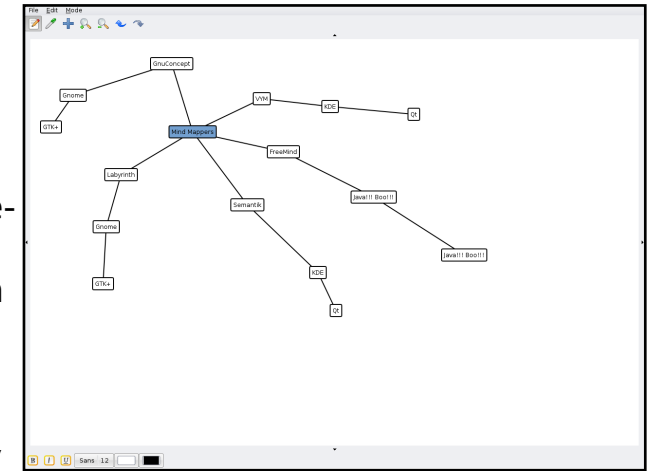 File Edit Mode
GnuConcept
Gnome
GTK+
VYM
KDE
Qt
Mind Mappers
FreeMind
Java!!! Boo!!!
Java!!! Boo!!!
Labyrinth
Gnome
GTK+
Semantik
KDE
Qt
B I U Sans 12